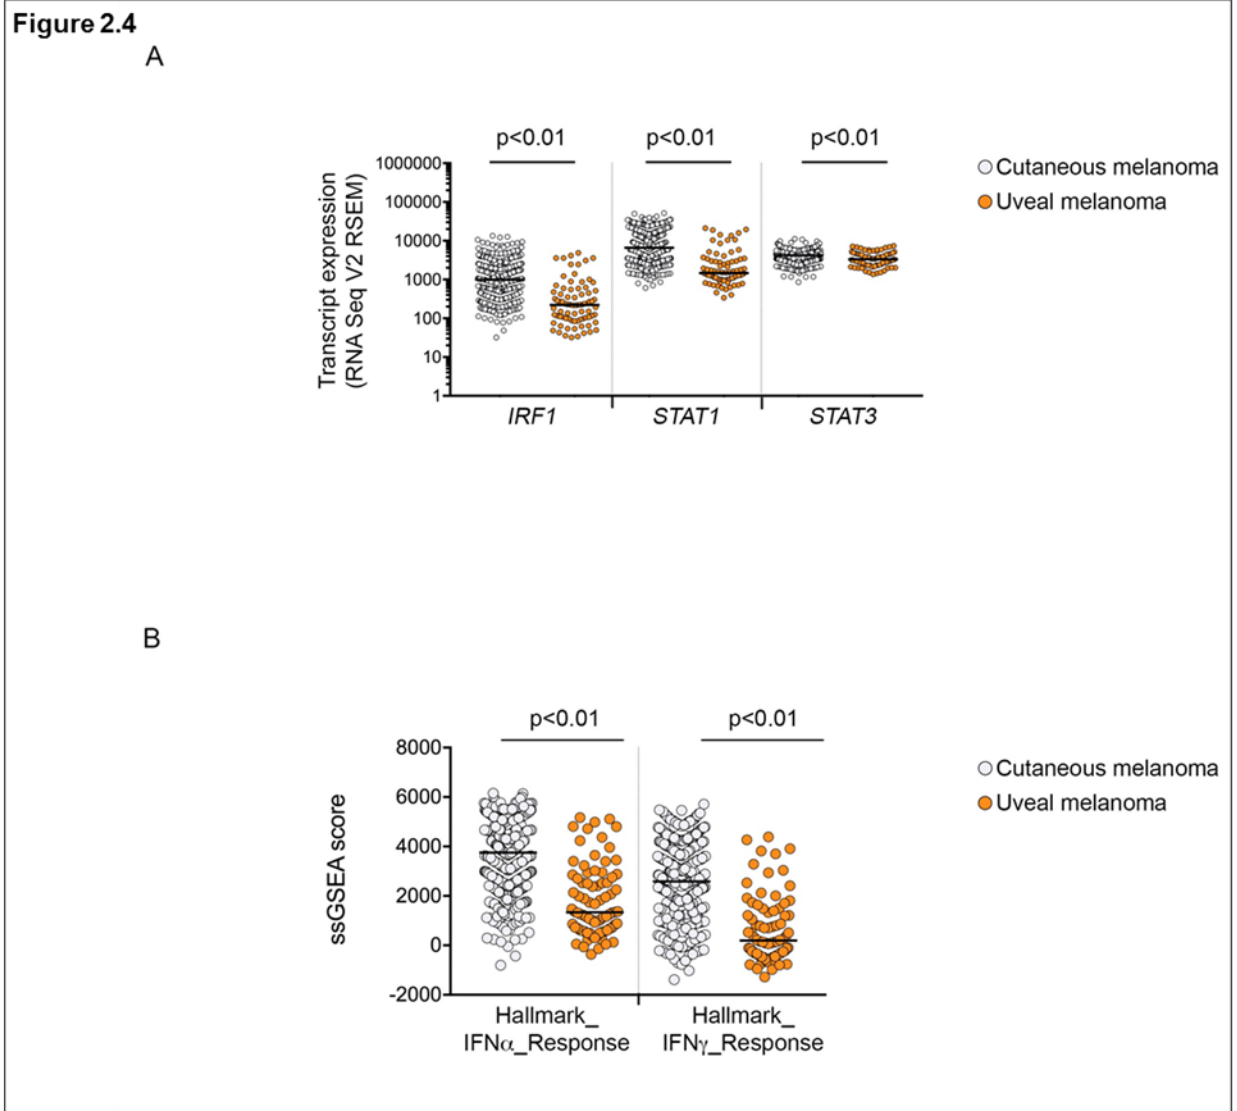 Figure 2.4
A
p<0.01 p<0.01 p<0.01
Transcript expression
(RNA Seq V2 RSEM)
1000000
100000
10000
1000
100
10
1
IRF1 STAT1 STAT3
Cutaneous melanoma
Uveal melanoma
B
p<0.01 p<0.01
ssGSEA score
8000
6000
4000
2000
0
-2000
Hallmark_
IFNα_Response
Hallmark_
IFNγ_Response
Cutaneous melanoma
Uveal melanoma